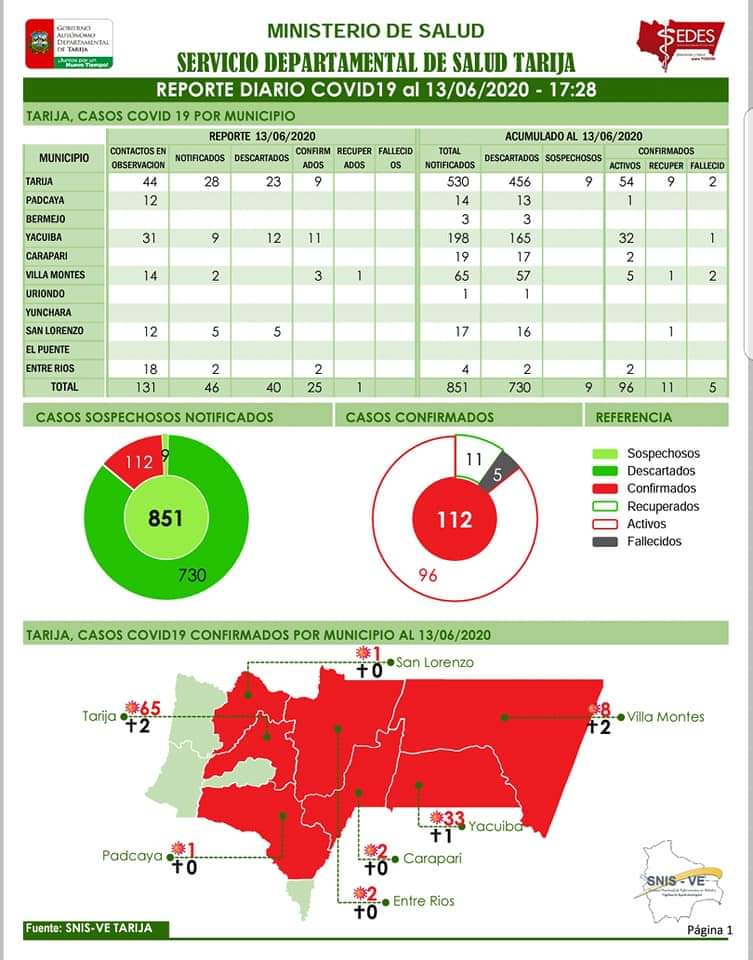 GOBIERNO
AUTÓNOMO
DEPARTAMENTAL
DE TARIJA
¡Juntos por un
Nuevo Tiempo!
MINISTERIO DE SALUD
SERVICIO DEPARTAMENTAL DE SALUD TARIJA
SEDES
REPORTE DIARIO COVID19 al 13/06/2020 - 17:28
TARIJA, CASOS COVID 19 POR MUNICIPIO
MUNICIPIO REPORTE 13/06/2020 ACUMULADO AL 13/06/2020
CONTACTOS EN OBSERVACION NOTIFICADOS DESCARTADOS CONFIRM ADOS RECUPER ADOS FALLECID OS TOTAL NOTIFICADOS DESCARTADOS SOSPECHOSOS CONFIRMADOS
ACTIVOS RECUPER FALLECID
TARIJA 44 28 23 9 530 456 9 54 9 2
PADCAYA 12 14 13 1
BERMEJO 3 3
YACUIBA 31 9 12 11 198 165 32 1
CARAPARI 19 17 2
VILLA MONTES 14 2 3 1 65 57 5 1 2
URIONDO 1 1
YUNCHARA
SAN LORENZO 12 5 5 17 16 1
EL PUENTE
ENTRE RIOS 18 2 2 4 2 2
TOTAL 131 46 40 25 1 851 730 9 96 11 5
CASOS SOSPECHOSOS NOTIFICADOS CASOS CONFIRMADOS REFERENCIA
112
9
851
730
11
5
112
96
Sospechosos
Descartados
Confirmados
Recuperados
Activos
Fallecidos
TARIJA, CASOS COVID19 CONFIRMADOS POR MUNICIPIO AL 13/06/2020
1
0 San Lorenzo
Tarija 65
2
8
2 Villa Montes
33
1 Yacuiba
Padcaya 1
0
2
0 Carapari
2
0 Entre Rios
SNIS - VE
Fuente: SNIS-VE TARIJA
Página 1